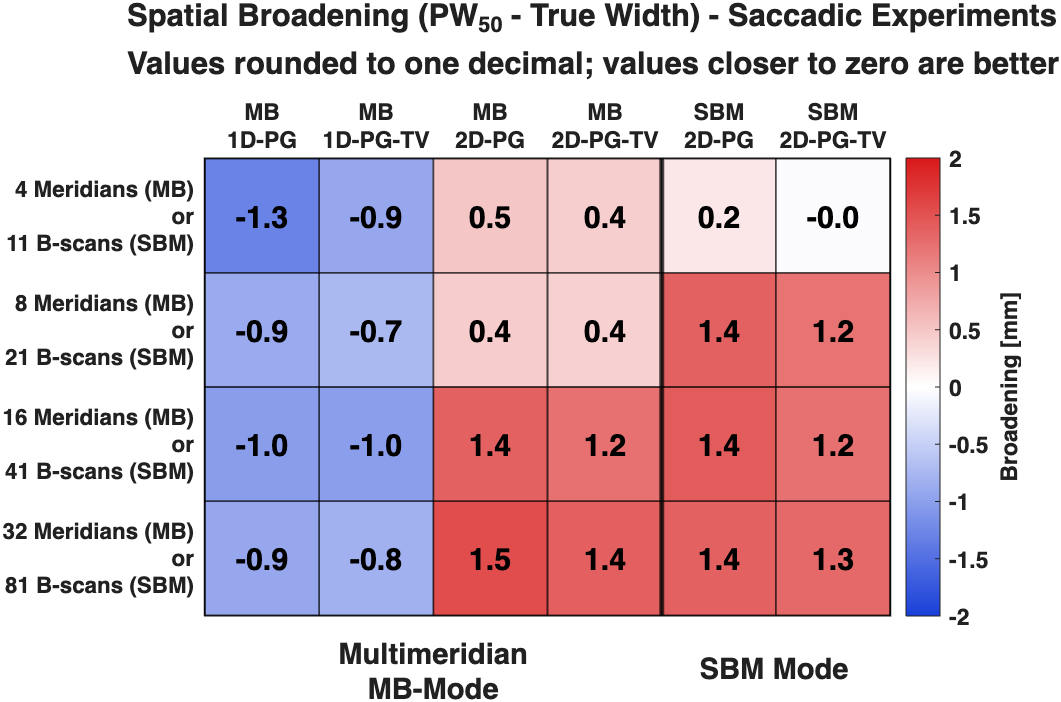 Spatial Broadening (PW50 - True Width) - Saccadic Experiments
Values rounded to one decimal; values closer to zero are better
MB 1D-PG
MB 1D-PG-TV
MB 2D-PG
MB 2D-PG-TV
SBM 2D-PG
SBM 2D-PG-TV
4 Meridians (MB)
or
11 B-scans (SBM)
-1.3 -0.9 0.5 0.4 0.2 -0.0
8 Meridians (MB)
or
21 B-scans (SBM)
-0.9 -0.7 0.4 0.4 1.4 1.2
16 Meridians (MB)
or
41 B-scans (SBM)
-1.0 -1.0 1.4 1.2 1.4 1.2
32 Meridians (MB)
or
81 B-scans (SBM)
-0.9 -0.8 1.5 1.4 1.4 1.3
2
1.5
1
0.5
0
-0.5
-1
-1.5
-2
Broadening [mm]
Multimeridian
MB-Mode
SBM Mode